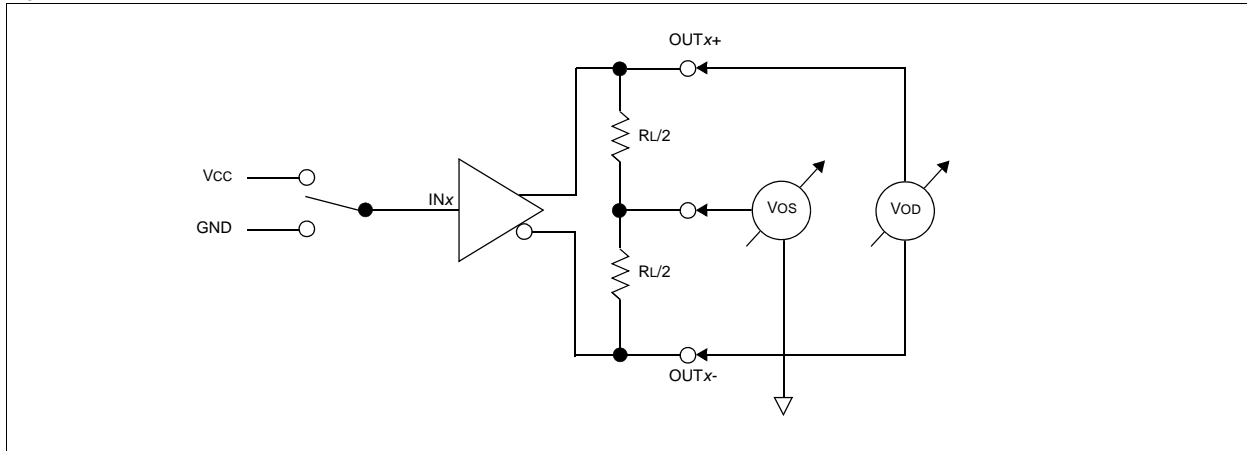 OUTx+
RL/2
VCC
INx
VOS
VOD
GND
RL/2
OUTx-